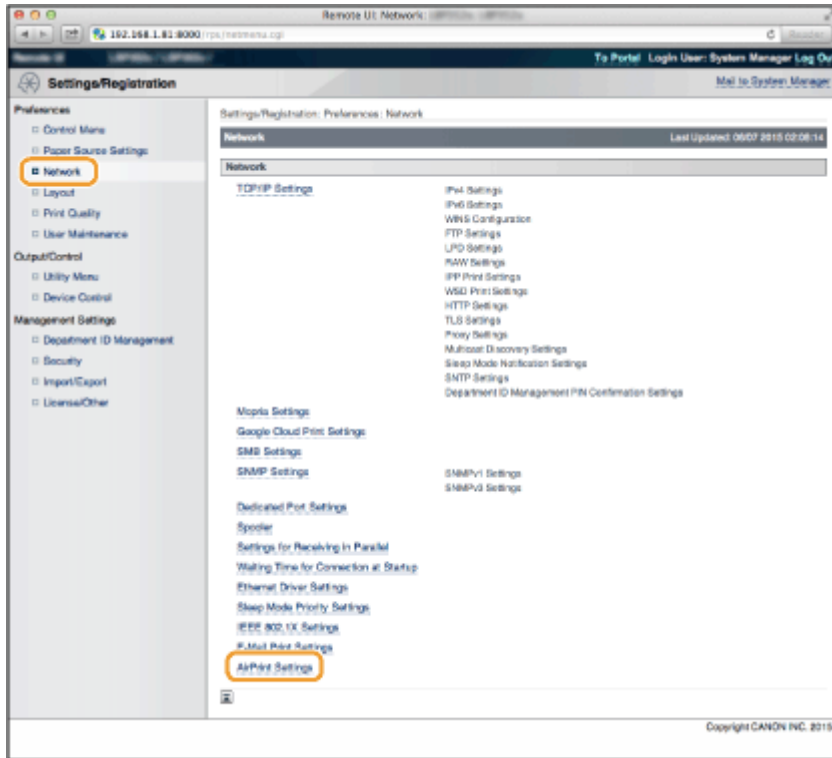 Remote UI: Network:
192.168.1.81:8000/rps/netmenu.cgi
Reader
Remote UI
To Portal Login User: System Manager Log Ou
Settings/Registration
Mail to System Manager
Preferences
Control Menu
Paper Source Settings
Network
Layout
Print Quality
User Maintenance
Output/Control
Utility Menu
Device Control
Management Settings
Department ID Management
Security
Import/Export
License/Other
Settings/Registration: Preferences: Network
Network
Last Updated: 06/07 2015 02:08:14
Network
TCP/IP Settings
IPv4 Settings
IPv6 Settings
WINS Configuration
FTP Settings
LPD Settings
RAW Settings
IPP Print Settings
WSD Print Settings
HTTP Settings
TLS Settings
Proxy Settings
Multicast Discovery Settings
Sleep Mode Notification Settings
SNTP Settings
Department ID Management PIN Confirmation Settings
Mopria Settings
Google Cloud Print Settings
SMB Settings
SNMP Settings
SNMPv1 Settings
SNMPv3 Settings
Dedicated Port Settings
Spooler
Settings for Receiving in Parallel
Waiting Time for Connection at Startup
Ethernet Driver Settings
Sleep Mode Priority Settings
IEEE 802.1X Settings
E-Mail Print Settings
AirPrint Settings
Copyright CANON INC. 2015